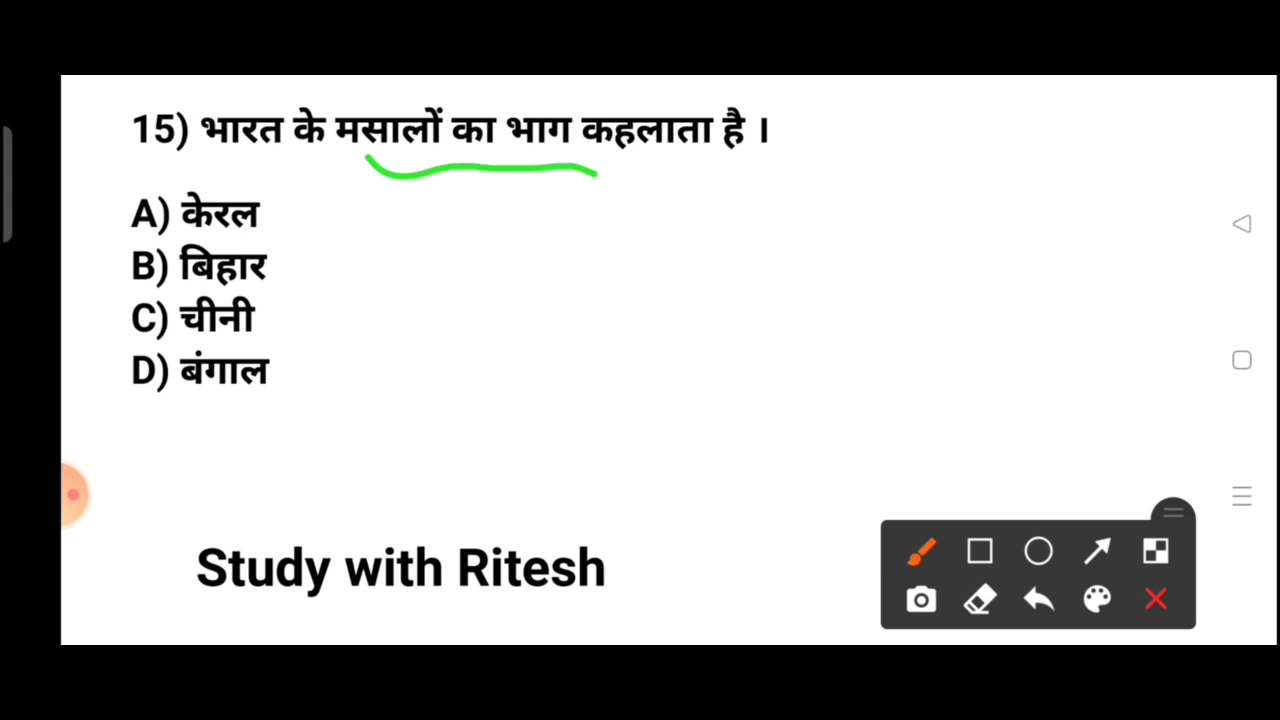 15) भारत के मसालों का भाग कहलाता है ।
A) केरल
B) बिहार
C) चीनी
D) बंगाल
Study with Ritesh